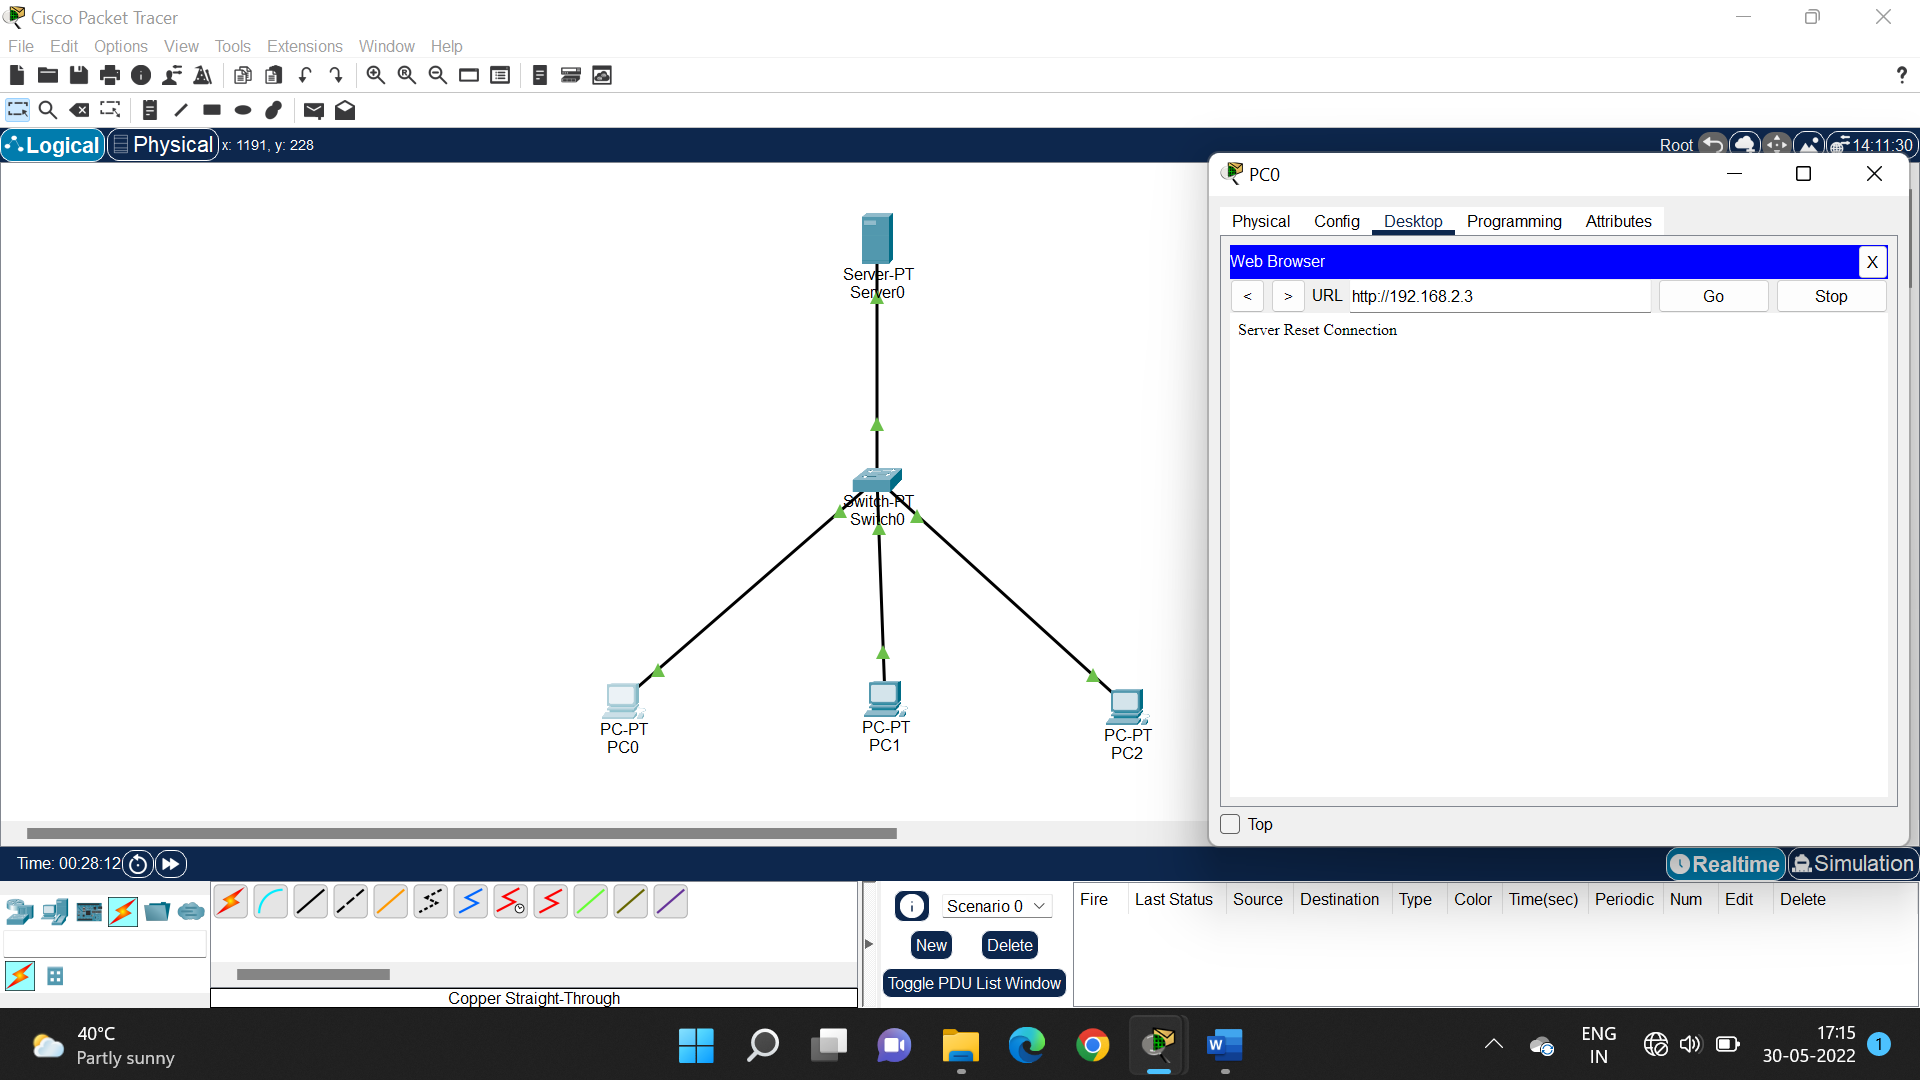 Cisco Packet Tracer
File Edit Options View Tools Extensions Window Help
?
Logical Physical x: 1191, y: 228 Root 14:11:30
PC0
Physical Config Desktop Programming Attributes
Web Browser X
< > URL http://192.168.2.3 Go Stop
Server Reset Connection
Top
Server-PT
Server0
Switch-PT
Switch0
PC-PT
PC0
PC-PT
PC1
PC-PT
PC2
Time: 00:28:12 Realtime Simulation
Scenario 0
New Delete
Toggle PDU List Window
Fire Last Status Source Destination Type Color Time(sec) Periodic Num Edit Delete
Copper Straight-Through
40°C
Partly sunny
W
ENG
IN
17:15
30-05-2022
1